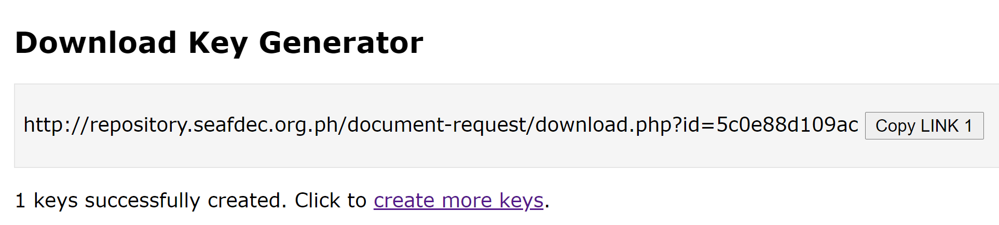 Download Key Generator
http://repository.seafdec.org.ph/document-request/download.php?id=5c0e88d109ac Copy LINK 1
1 keys successfully created. Click to create more keys.